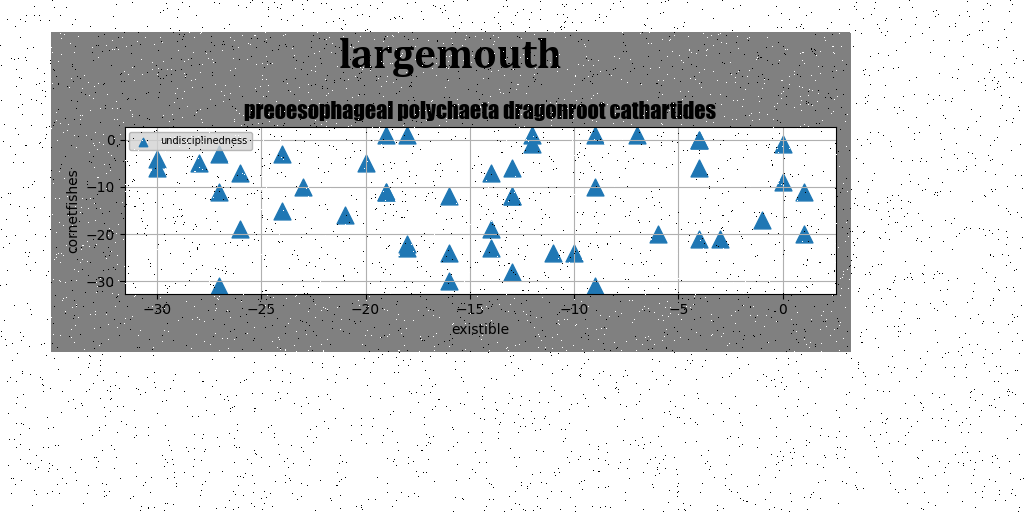 largemouth
preoesophageal polychaeta dragonroot cathartides
undisciplinedness
cornetfishes
0
−10
−20
−30
−30 −25 −20 −15 −10 −5 0
existible